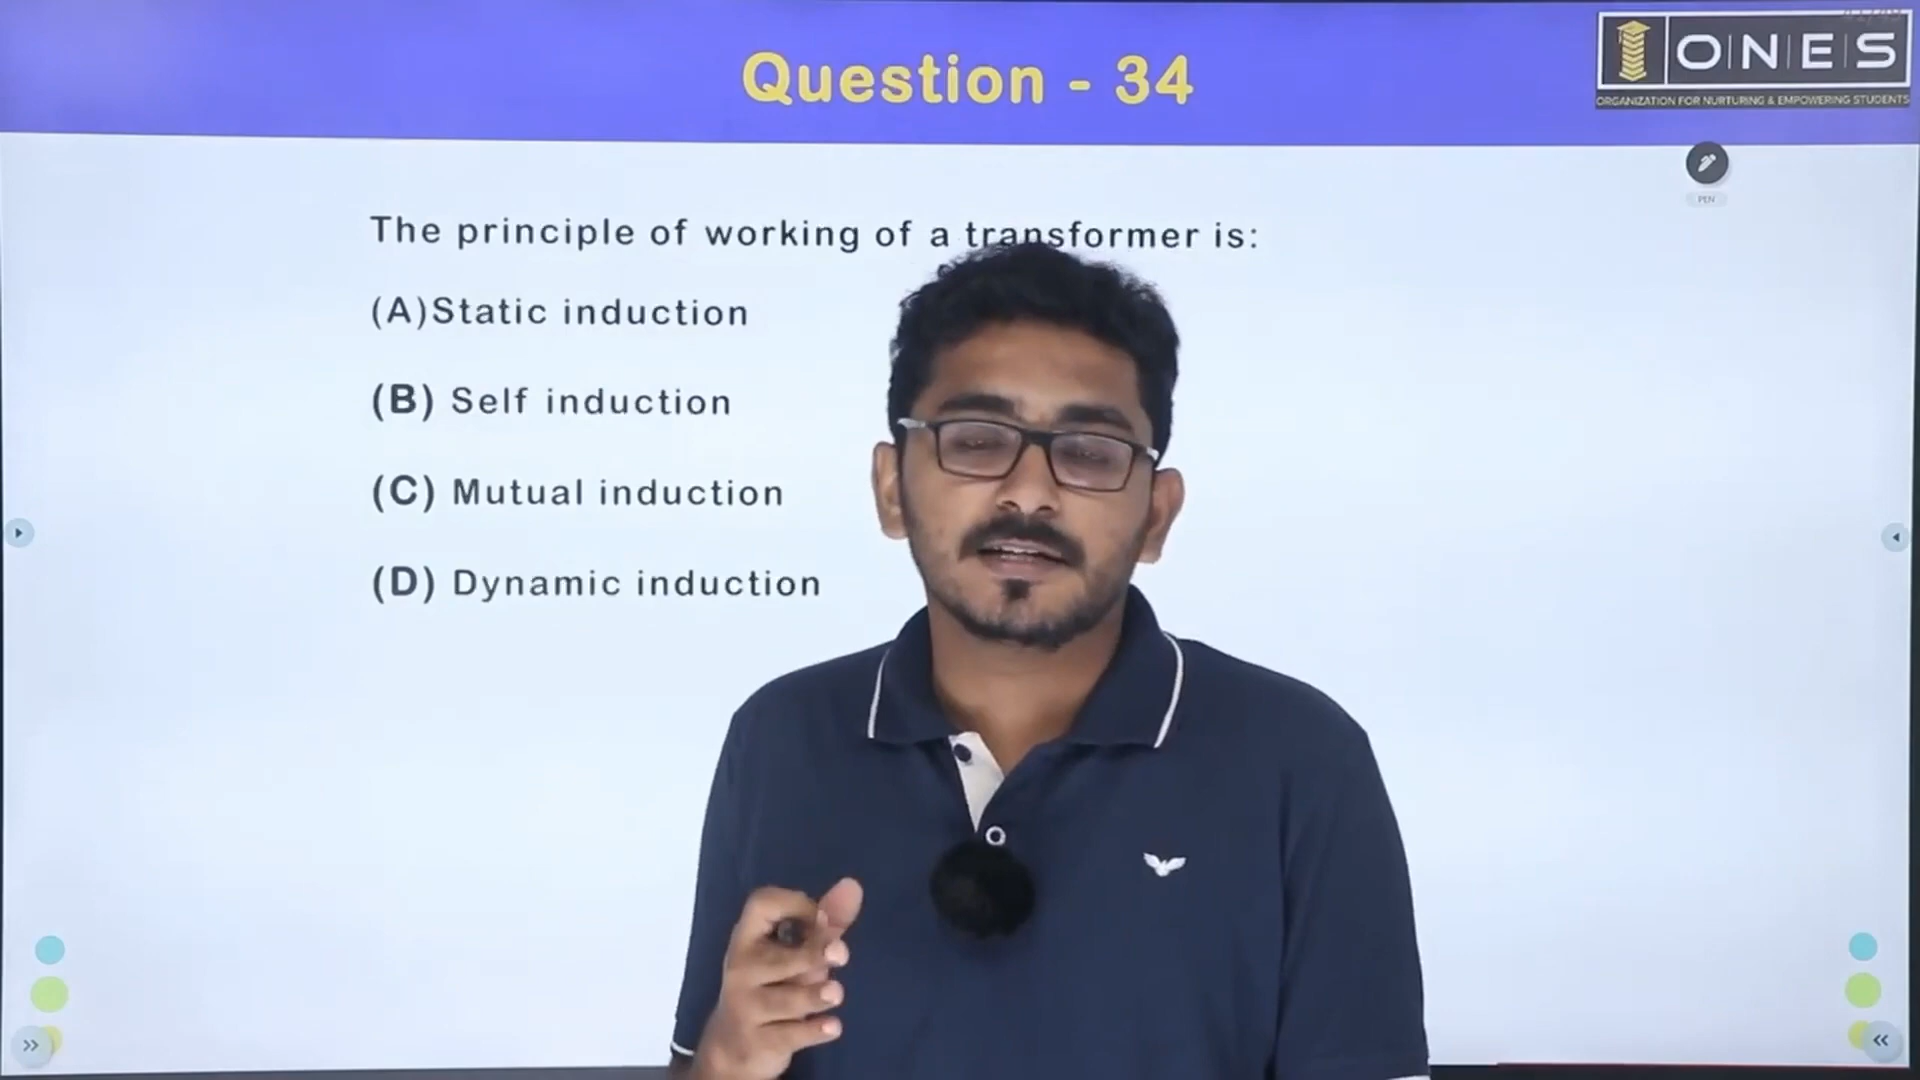 Question - 34
O|N|E|S
ORGANIZATION FOR NURTURING & EMPOWERING STUDENTS
PEN
The principle of working of a transformer is:
(A)Static induction
(B) Self induction
(C) Mutual induction
(D) Dynamic induction